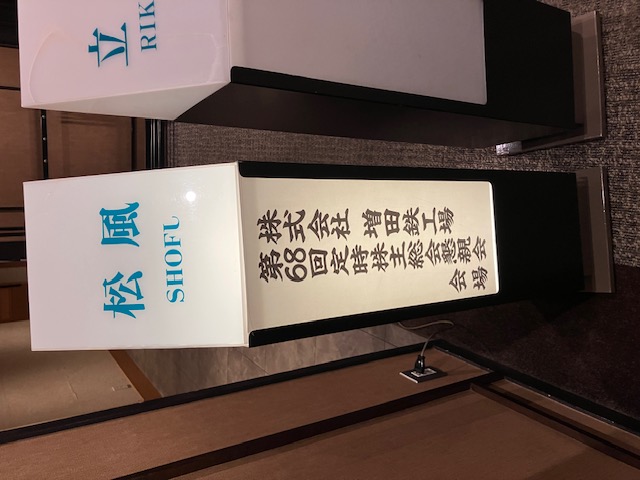 松風
SHOFU
株式会社 増田鉄工場
第68回定時株主総会懇親会
会場
立
RIK